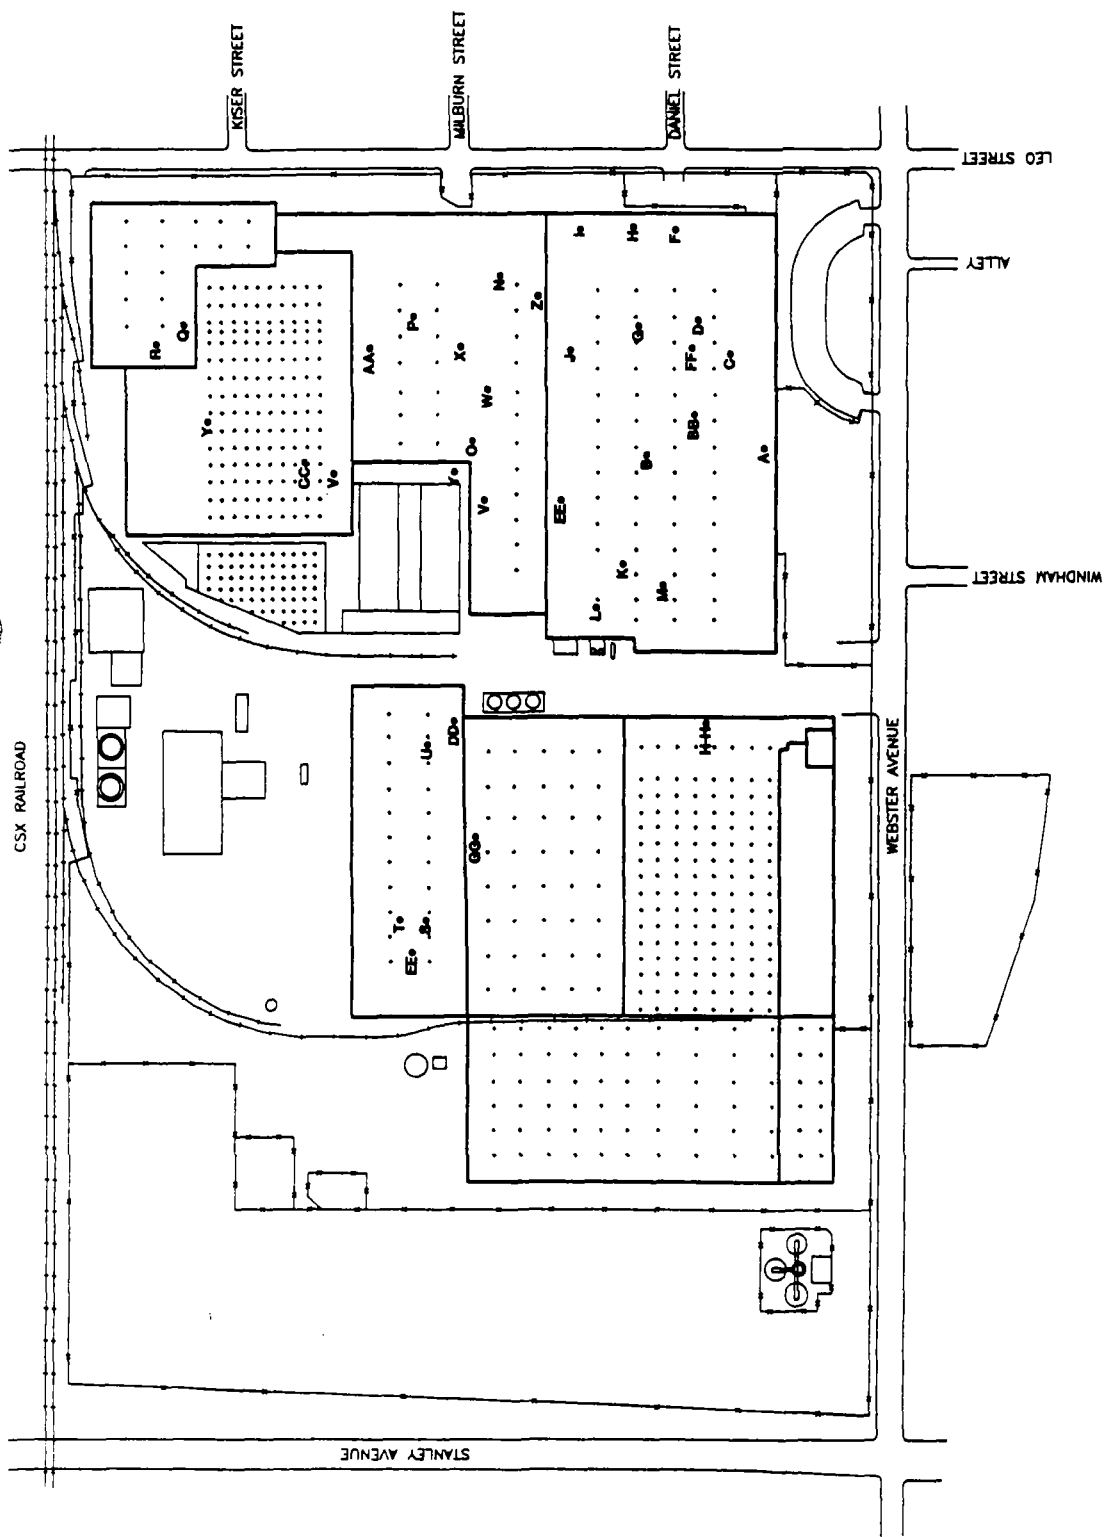 KISER STREET
MILBURN STREET
DANIEL STREET
LEO STREET
ALLEY
WINDHAM STREET
WEBSTER AVENUE
STANLEY AVENUE
CSX RAILROAD
R
Q
Y
CC
V
AA
P
N
Z
X
W
O
Y
V
I
H
F
J
G
D
FF
C
BB
B
A
EE
K
M
L
DD
U
HH
GG
T
S
EE